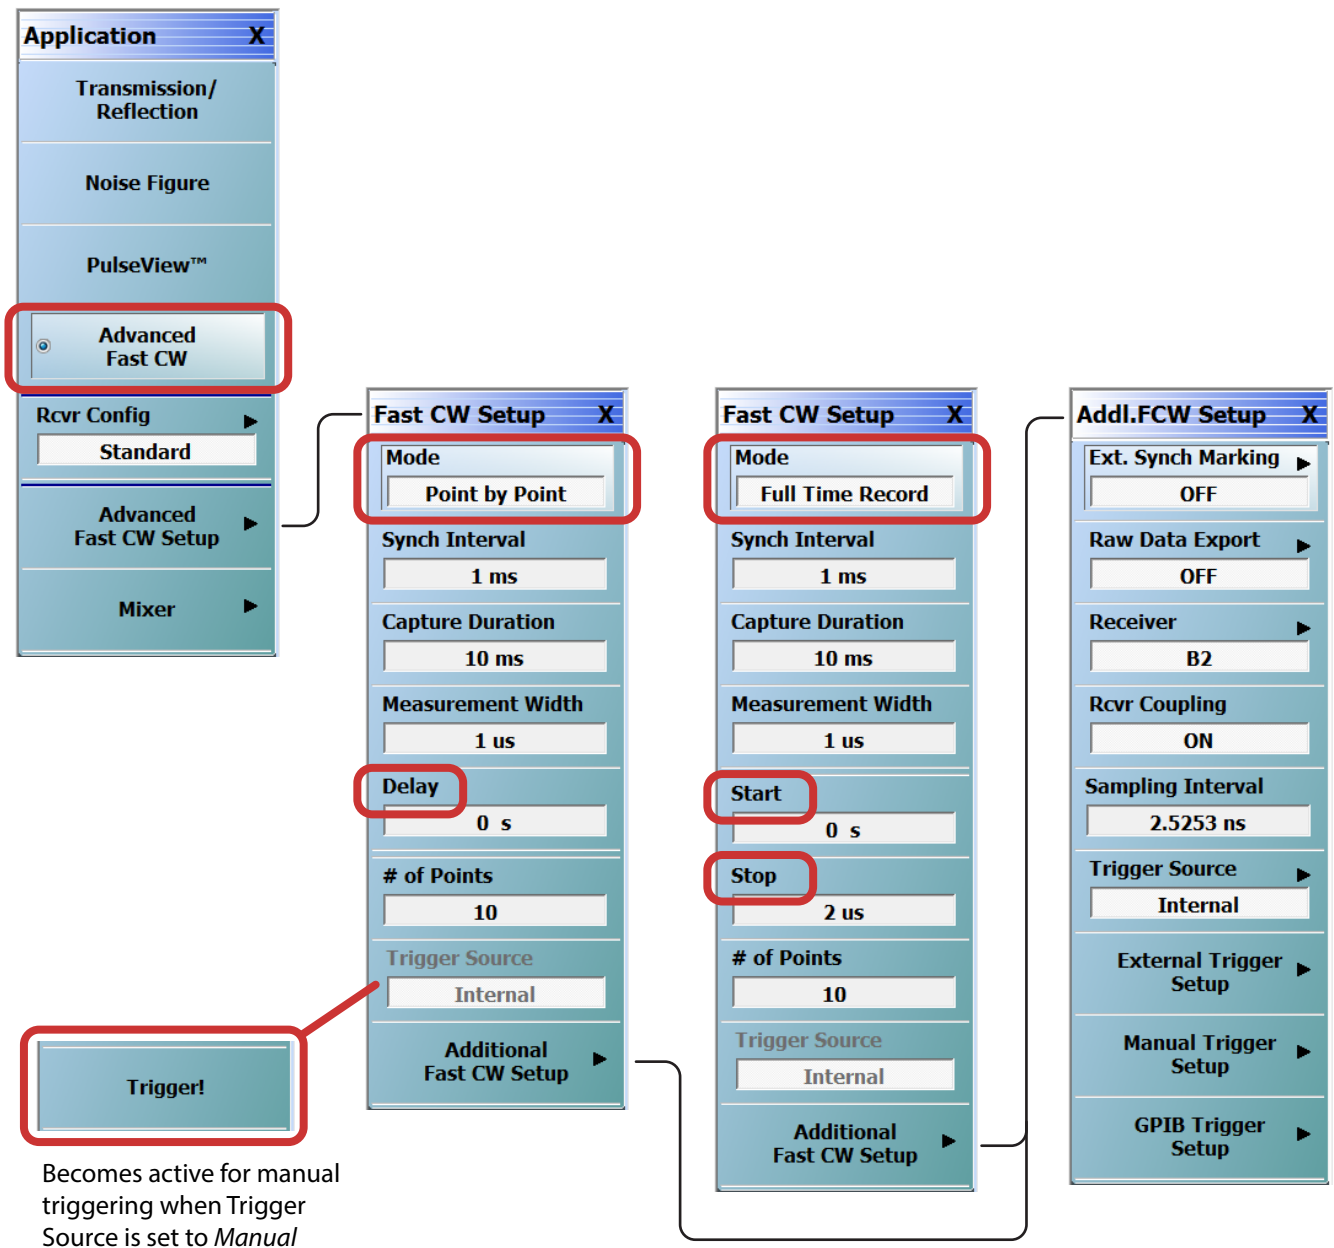 Application X
Transmission/
Reflection
Noise Figure
PulseView™
Advanced
Fast CW
Rcvr Config
Standard
Advanced
Fast CW Setup
Mixer
Fast CW Setup X
Mode
Point by Point
Synch Interval
1 ms
Capture Duration
10 ms
Measurement Width
1 us
Delay
0 s
# of Points
10
Trigger Source
Internal
Additional
Fast CW Setup
Trigger!
Becomes active for manual
triggering when Trigger
Source is set to Manual
Fast CW Setup X
Mode
Full Time Record
Synch Interval
1 ms
Capture Duration
10 ms
Measurement Width
1 us
Start
0 s
Stop
2 us
# of Points
10
Trigger Source
Internal
Additional
Fast CW Setup
Addl.FCW Setup X
Ext. Synch Marking
OFF
Raw Data Export
OFF
Receiver
B2
Rcvr Coupling
ON
Sampling Interval
2.5253 ns
Trigger Source
Internal
External Trigger
Setup
Manual Trigger
Setup
GPIB Trigger
Setup